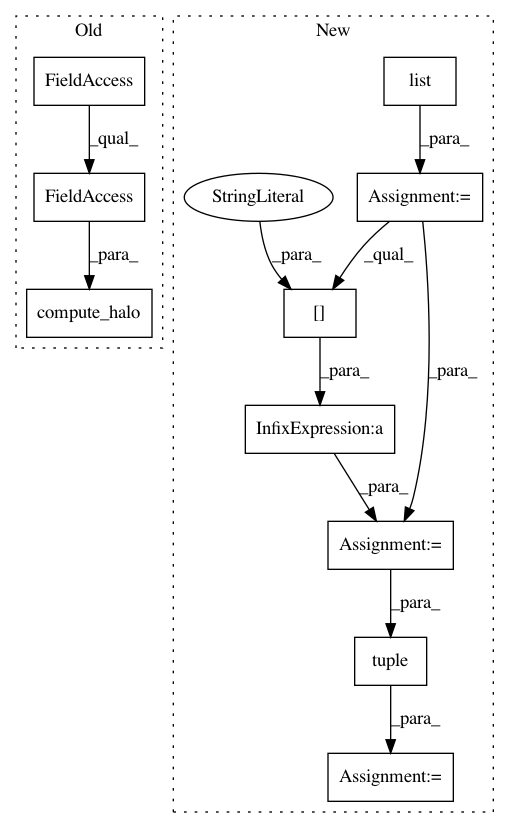 Old
New
FieldAccess
list
_qual_
_para_
FieldAccess
StringLiteral
Assignment:=
_para_
_para_
_qual_
compute_halo
[]
_para_
_para_
InfixExpression:a
_para_
Assignment:=
_para_
tuple
_para_
Assignment:=